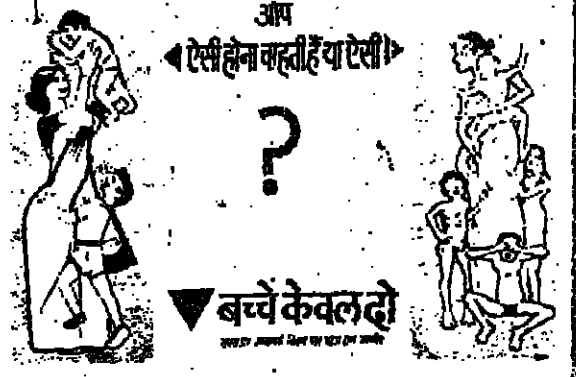 आप
ऐसी होना चाहती हैं या ऐसी।
?
बच्चें केवल दो